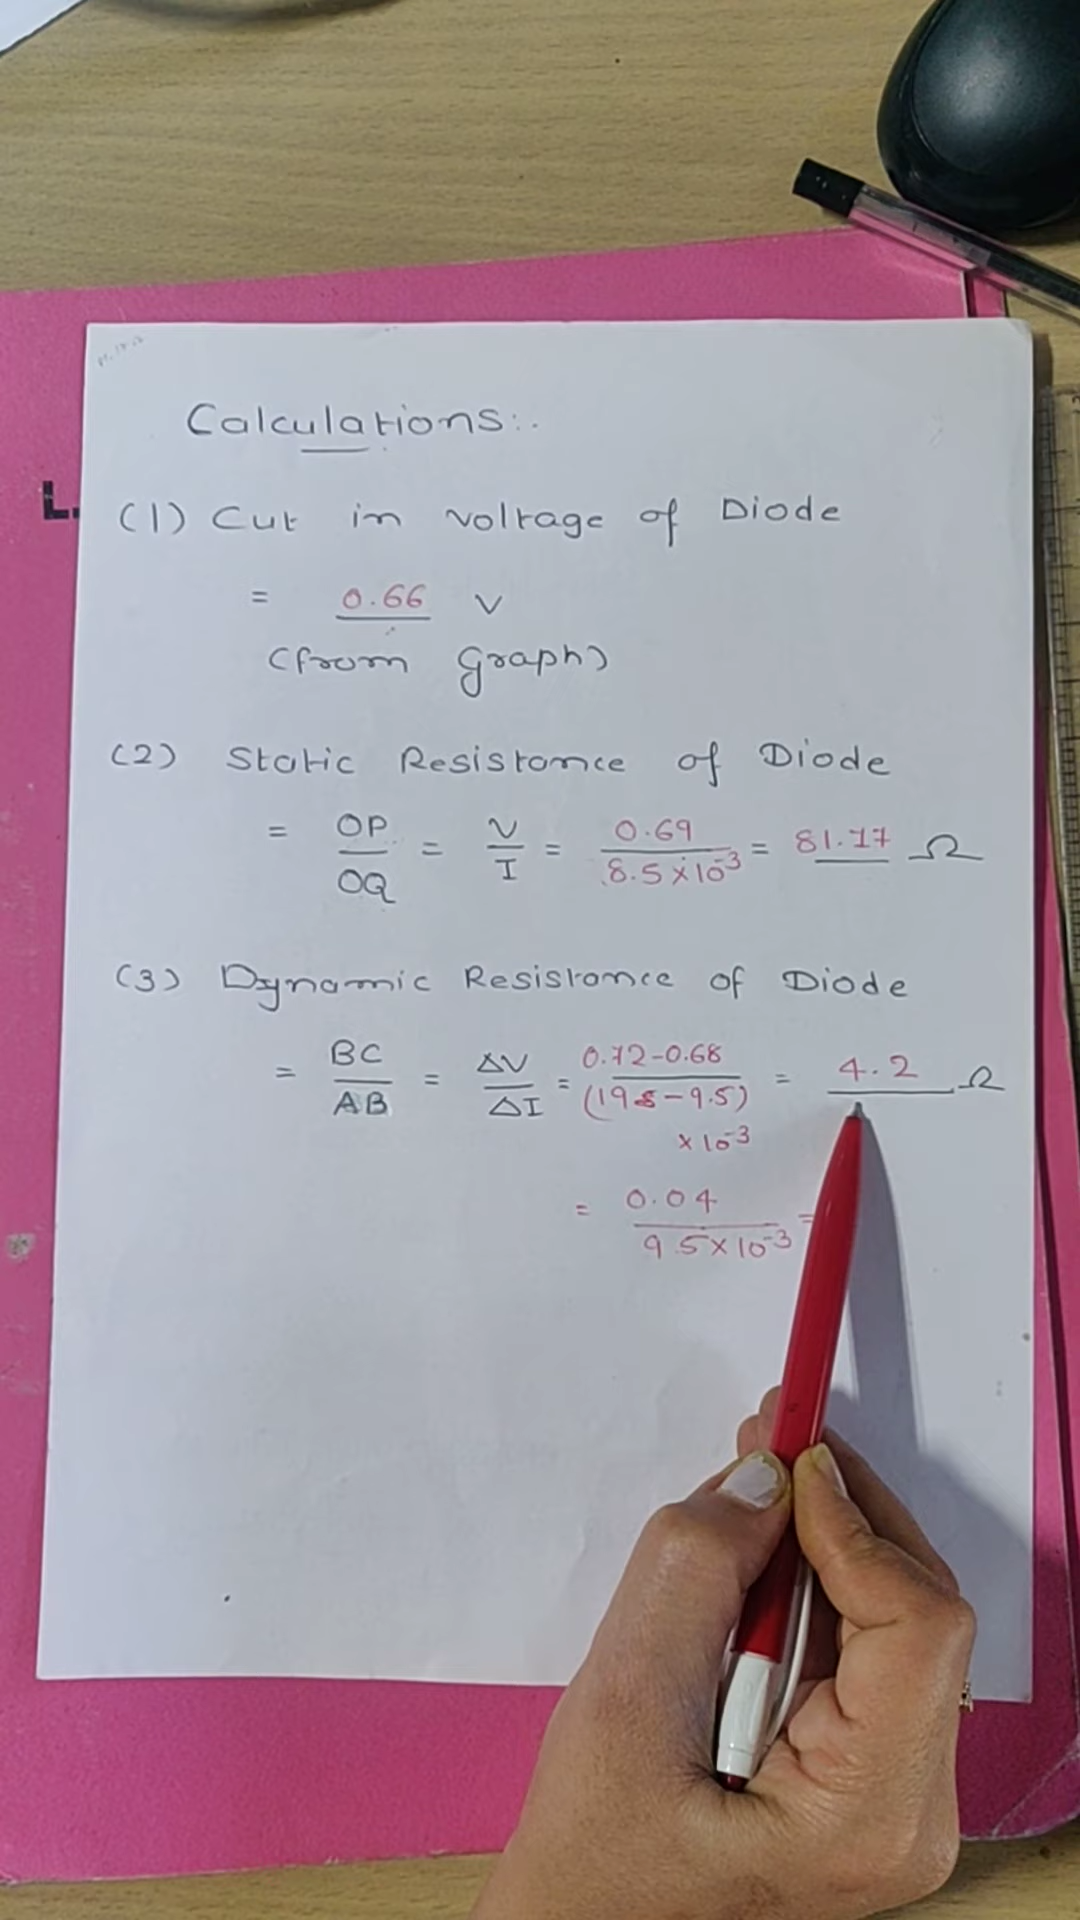 Calculations:.
L.
(1) Cut in voltage of Diode
= 0.66 V
(from graph)
(2) Static Resistance of Diode
= OP/OQ = V/I = 0.69/8.5×10⁻³ = 81.17 Ω
(3) Dynamic Resistance of Diode
= BC/AB = ΔV/ΔI = 0.72-0.68/(19 - 9.5) ×10⁻³ = 4.2 Ω
= 0.04/9.5×10⁻³ =